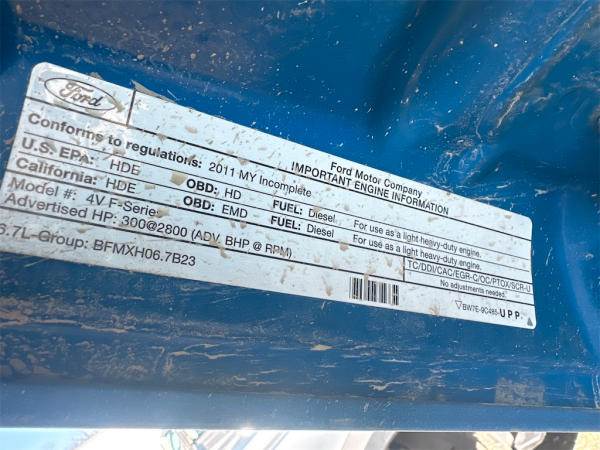 Ford
Ford Motor Company
IMPORTANT ENGINE INFORMATION
Conforms to regulations: 2011 MY Incomplete
U.S. EPA: HDE OBD: HD FUEL: Diesel For use as a light heavy-duty engine.
California: HDE OBD: EMD FUEL: Diesel For use as a light heavy-duty engine.
Model #: 4V F-Series TC/DDI/CAC/EGR-C/OC/PTOX/SCR-U
Advertised HP: 300@2800 (ADV. BHP @ RPM) No adjustments needed.
6.7L-Group: BFMXH06.7B23
UPP